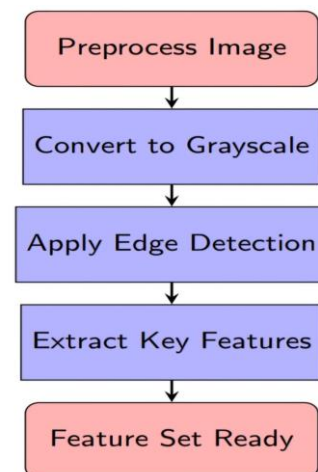 Preprocess Image
Convert to Grayscale
Apply Edge Detection
Extract Key Features
Feature Set Ready